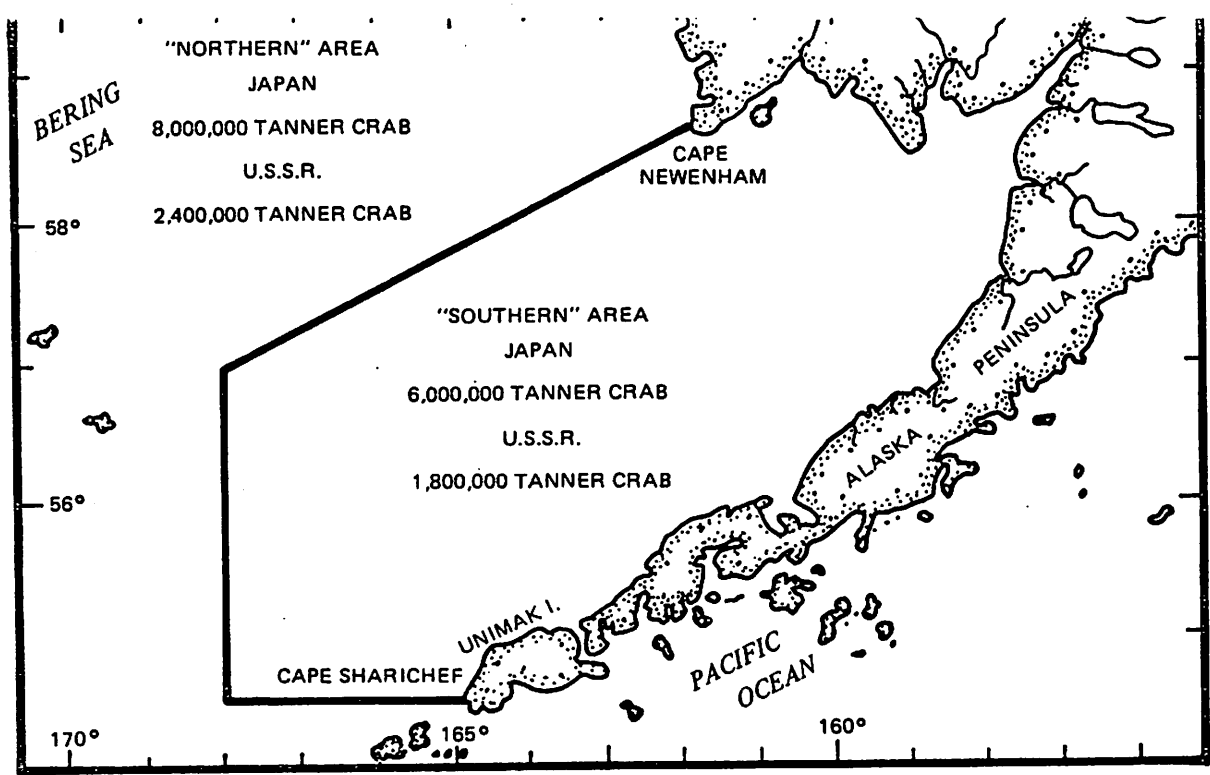 "NORTHERN" AREA
JAPAN
8,000,000 TANNER CRAB
U.S.S.R.
2,400,000 TANNER CRAB
BERING
SEA
CAPE
NEWENHAM
58°
"SOUTHERN" AREA
JAPAN
6,000,000 TANNER CRAB
U.S.S.R.
1,800,000 TANNER CRAB
PENINSULA
ALASKA
56°
UNIMAK I.
CAPE SHARICHEF
PACIFIC
OCEAN
170°
165°
160°